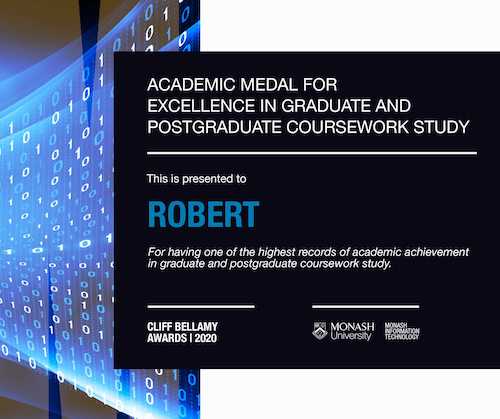 ACADEMIC MEDAL FOR
EXCELLENCE IN GRADUATE AND
POSTGRADUATE COURSEWORK STUDY
This is presented to
ROBERT
For having one of the highest records of academic achievement
in graduate and postgraduate coursework study.
CLIFF BELLAMY
AWARDS | 2020
MONASH
University
MONASH
INFORMATION
TECHNOLOGY